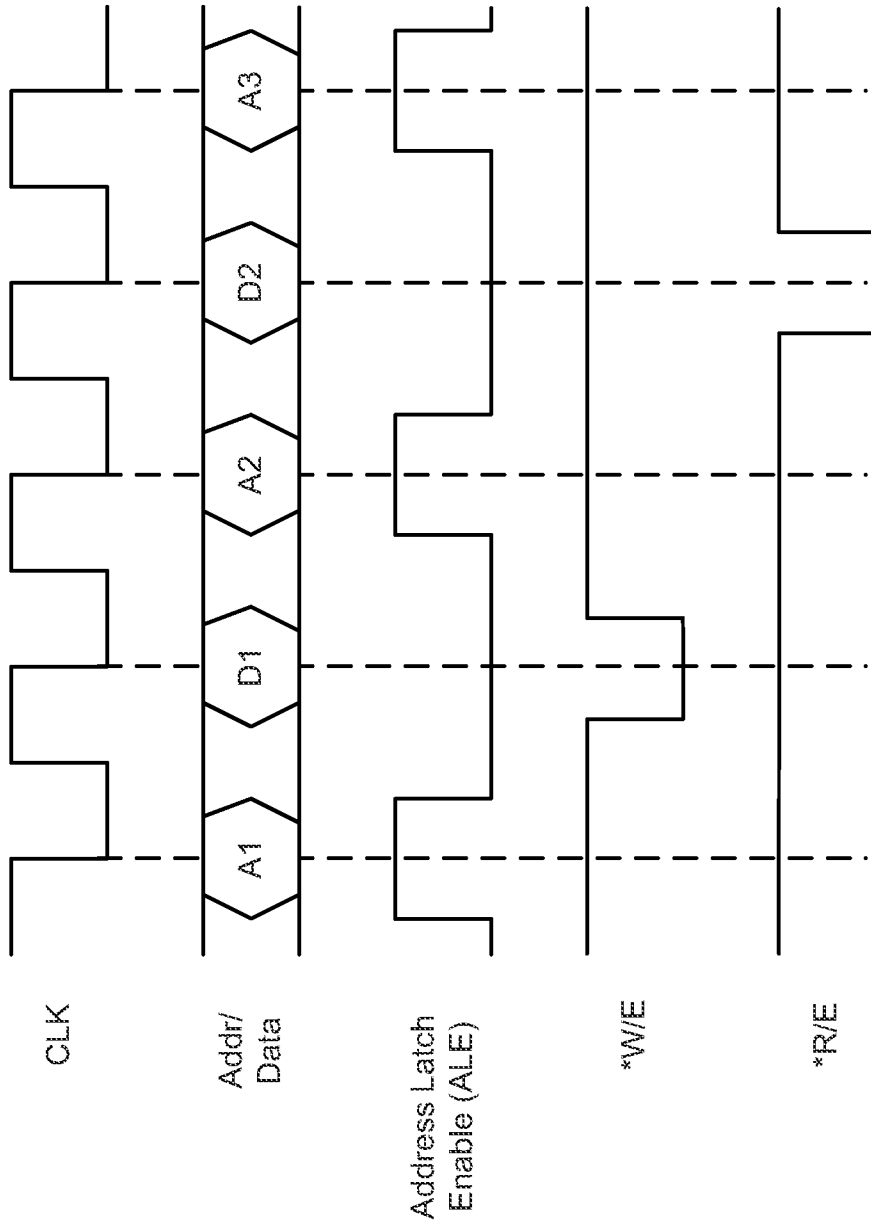 CLK
Addr/
Data
A1
D1
A2
D2
A3
Address Latch
Enable (ALE)
*W/E
*R/E